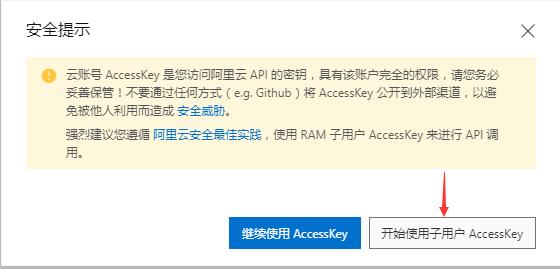 安全提示
云账号 AccessKey 是您访问阿里云 API 的密钥，具有该账户完全的权限，请您务必
妥善保管！不要通过任何方式（e.g. Github）将 AccessKey 公开到外部渠道，以避
免被他人利用而造成 安全威胁。
强烈建议您遵循 阿里云安全最佳实践，使用 RAM 子用户 AccessKey 来进行 API 调
用。
继续使用 AccessKey
开始使用子用户 AccessKey